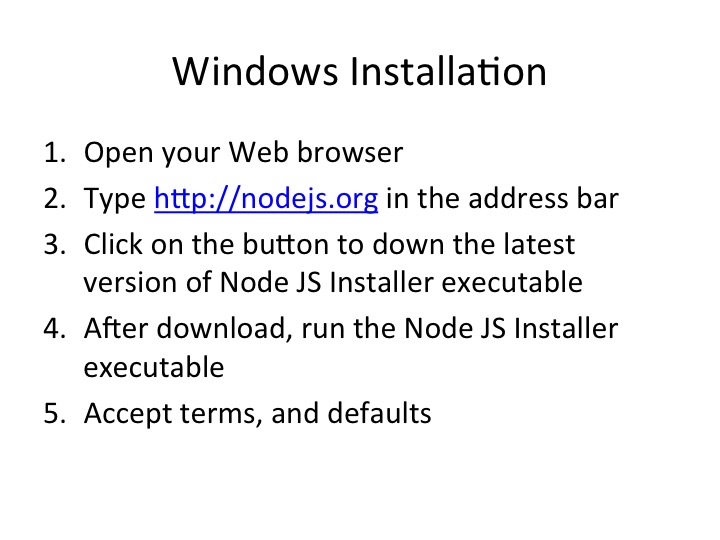 Windows Installation
1. Open your Web browser
2. Type http://nodejs.org in the address bar
3. Click on the button to down the latest
version of Node JS Installer executable
4. After download, run the Node JS Installer
executable
5. Accept terms, and defaults